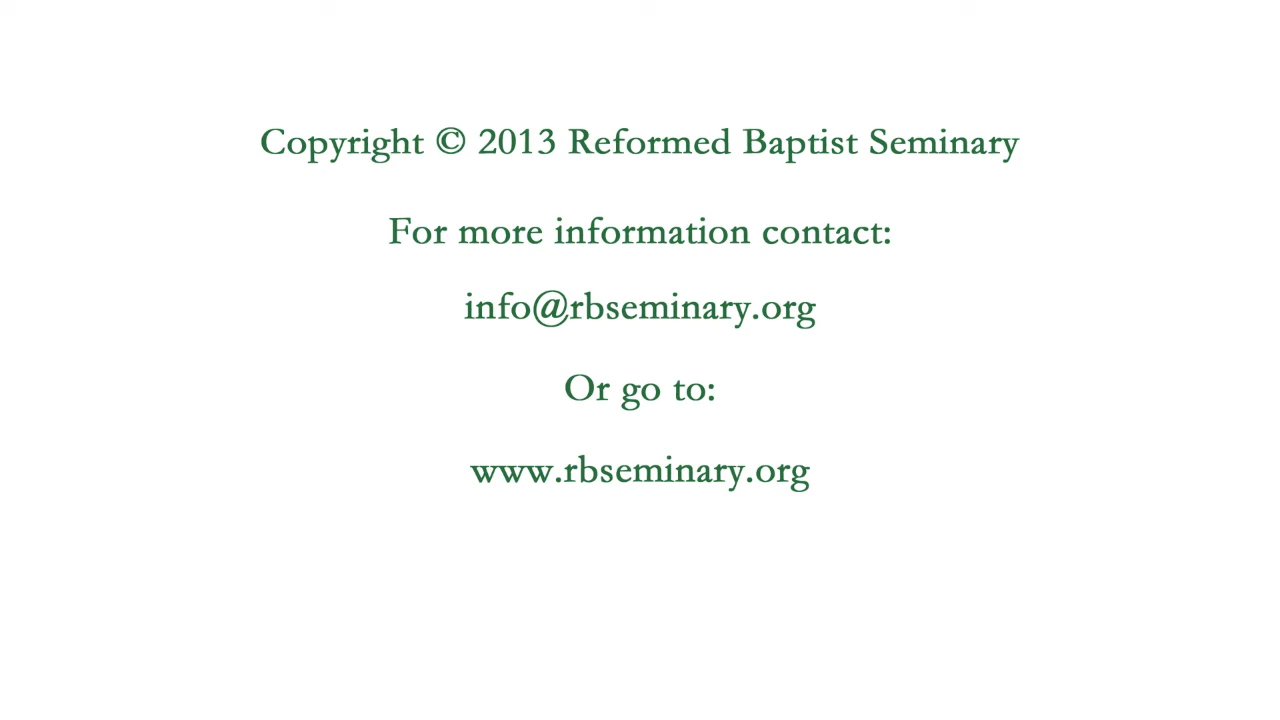 Copyright © 2013 Reformed Baptist Seminary
For more information contact:
info@rbseminary.org
Or go to:
www.rbseminary.org